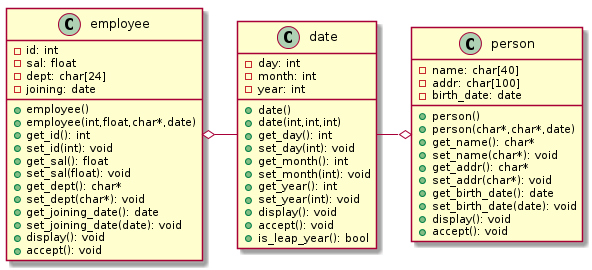 C employee
id: int
sal: float
dept: char[24]
joining: date
employee()
employee(int,float,char*,date)
get_id(): int
set_id(int): void
get_sal(): float
set_sal(float): void
get_dept(): char*
set_dept(char*): void
get_joining_date(): date
set_joining_date(date): void
display(): void
accept(): void
C date
day: int
month: int
year: int
date()
date(int,int,int)
get_day(): int
set_day(int): void
get_month(): int
set_month(int): void
get_year(): int
set_year(int): void
display(): void
accept(): void
is_leap_year(): bool
C person
name: char[40]
addr: char[100]
birth_date: date
person()
person(char*,char*,date)
get_name(): char*
set_name(char*): void
get_addr(): char*
set_addr(char*): void
get_birth_date(): date
set_birth_date(date): void
display(): void
accept(): void